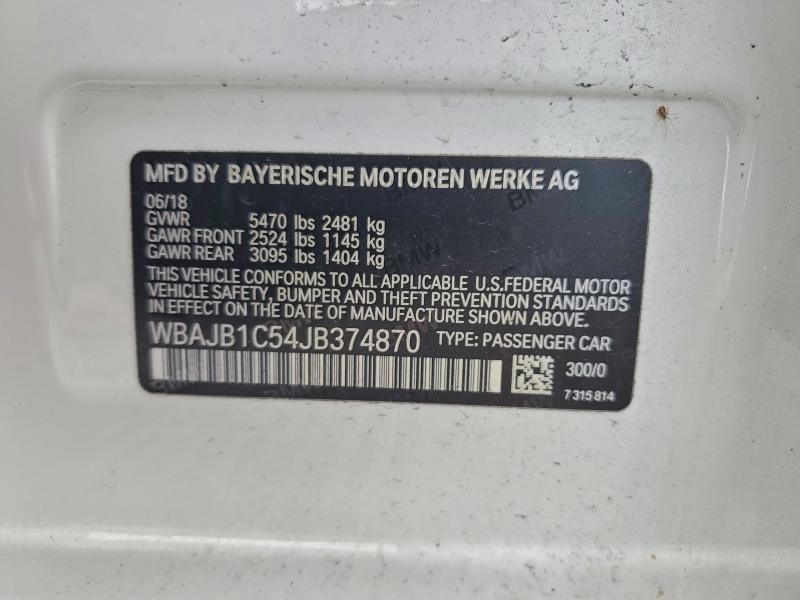 MFD BY BAYERISCHE MOTOREN WERKE AG
06/18
GVWR 5470 lbs 2481 kg
GAWR FRONT 2524 lbs 1145 kg
GAWR REAR 3095 lbs 1404 kg
THIS VEHICLE CONFORMS TO ALL APPLICABLE U.S.FEDERAL MOTOR
VEHICLE SAFETY, BUMPER AND THEFT PREVENTION STANDARDS
IN EFFECT ON THE DATE OF MANUFACTURE SHOWN ABOVE.
WBAJB1C54JB374870 TYPE: PASSENGER CAR
300/0
7 315 814